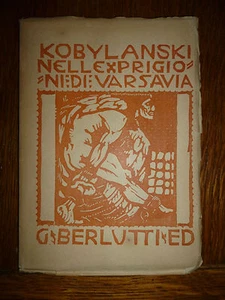 KOBYLANSKI
NELLE PRIGIO
NI DI VARSAVIA
G BERLUTTI ED